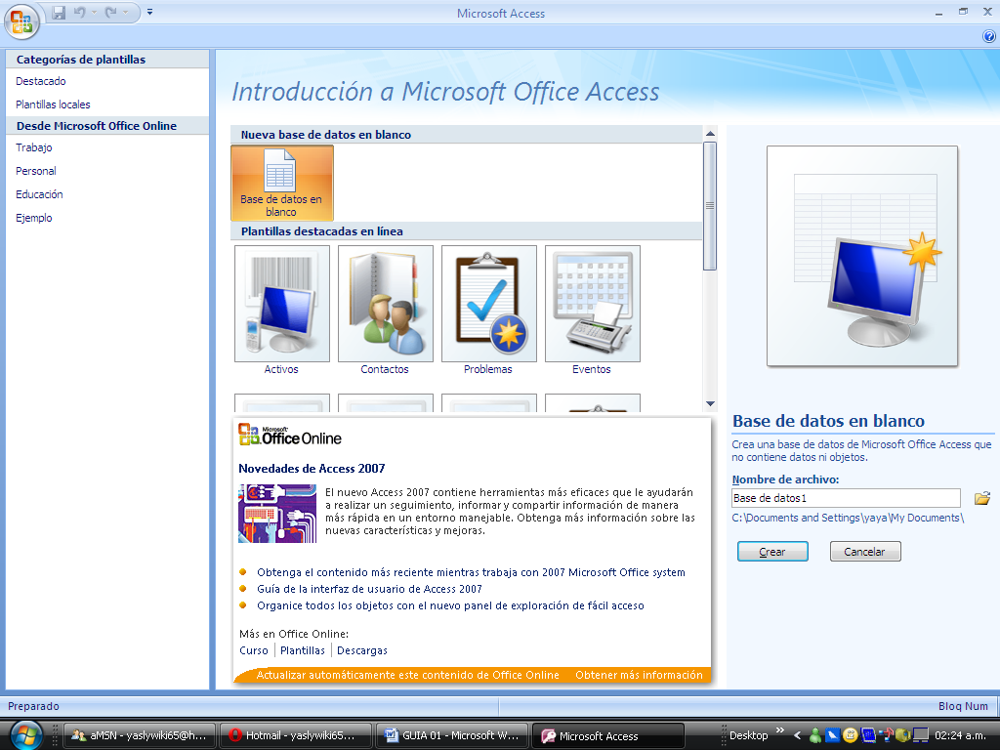 Microsoft Access
Categorías de plantillas
Destacado
Plantillas locales
Desde Microsoft Office Online
Trabajo
Personal
Educación
Ejemplo
Introducción a Microsoft Office Access
Nueva base de datos en blanco
Base de datos en
blanco
Plantillas destacadas en línea
Activos
Contactos
Problemas
Eventos
Microsoft
Office Online
Novedades de Access 2007
El nuevo Access 2007 contiene herramientas más eficaces que le ayudarán
a realizar un seguimiento, informar y compartir información de manera
más rápida en un entorno manejable. Obtenga más información sobre las
nuevas características y mejoras.
Obtenga el contenido más reciente mientras trabaja con 2007 Microsoft Office system
Guía de la interfaz de usuario de Access 2007
Organice todos los objetos con el nuevo panel de exploración de fácil acceso
Más en Office Online:
Curso | Plantillas | Descargas
Actualizar automáticamente este contenido de Office Online Obtener más información
Base de datos en blanco
Crea una base de datos de Microsoft Office Access que
no contiene datos ni objetos.
Nombre de archivo:
Base de datos1
C:\Documents and Settings\yaya\My Documents\
Crear Cancelar
Preparado Bloq Num
aMSN - yaslywiki65@h... Hotmail - yaslywiki65... GUIA 01 - Microsoft W... Microsoft Access Desktop » 02:24 a.m.